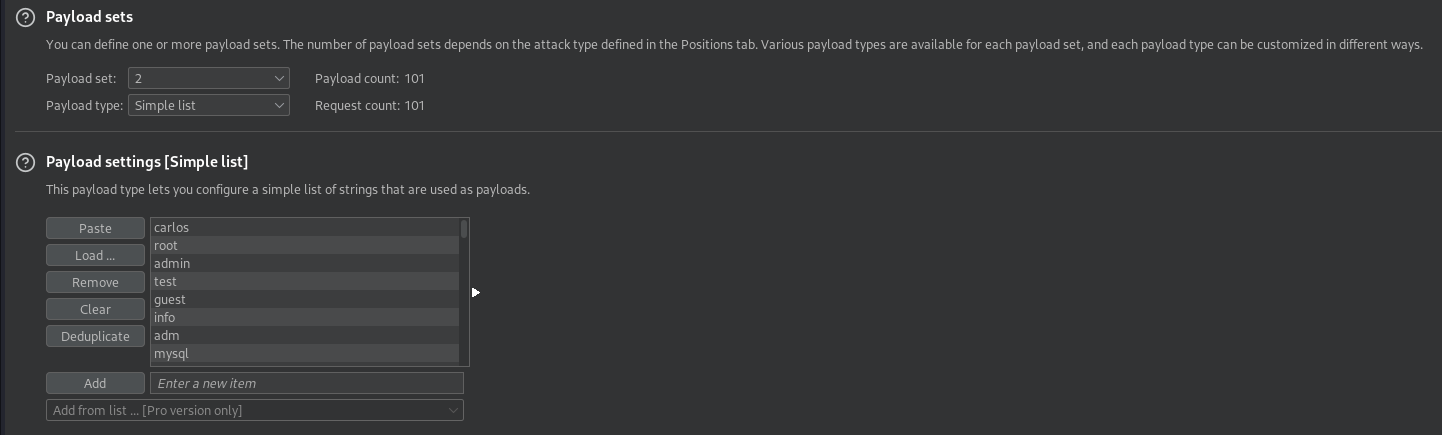 Payload sets
You can define one or more payload sets. The number of payload sets depends on the attack type defined in the Positions tab. Various payload types are available for each payload set, and each payload type can be customized in different ways.
Payload set: 2 Payload count: 101
Payload type: Simple list Request count: 101
Payload settings [Simple list]
This payload type lets you configure a simple list of strings that are used as payloads.
Paste carlos
root
Load ... admin
Remove test
guest
Clear info
Deduplicate adm
mysql
Add Enter a new item
Add from list ... [Pro version only]